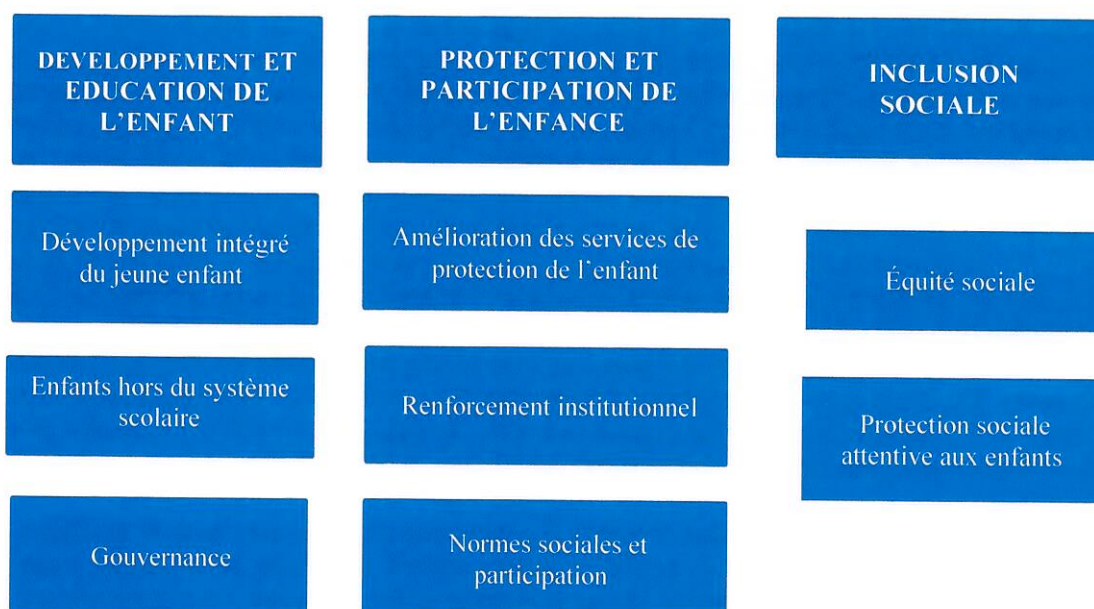 DEVELOPPEMENT ET
EDUCATION DE
L'ENFANT
Développement intégré
du jeune enfant
Enfants hors du système
scolaire
Gouvernance
PROTECTION ET
PARTICIPATION DE
L'ENFANCE
Amélioration des services de
protection de l'enfant
Renforcement institutionnel
Normes sociales et
participation
INCLUSION
SOCIALE
Équité sociale
Protection sociale
attentive aux enfants